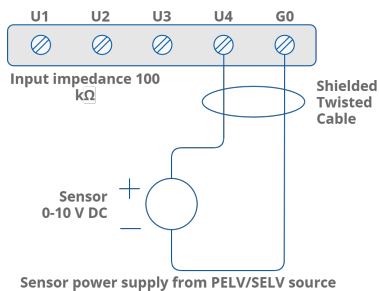 U1 U2 U3 U4 G0
Input impedance 100
kΩ
Shielded
Twisted
Cable
Sensor
0-10 V DC
+
−
Sensor power supply from PELV/SELV source